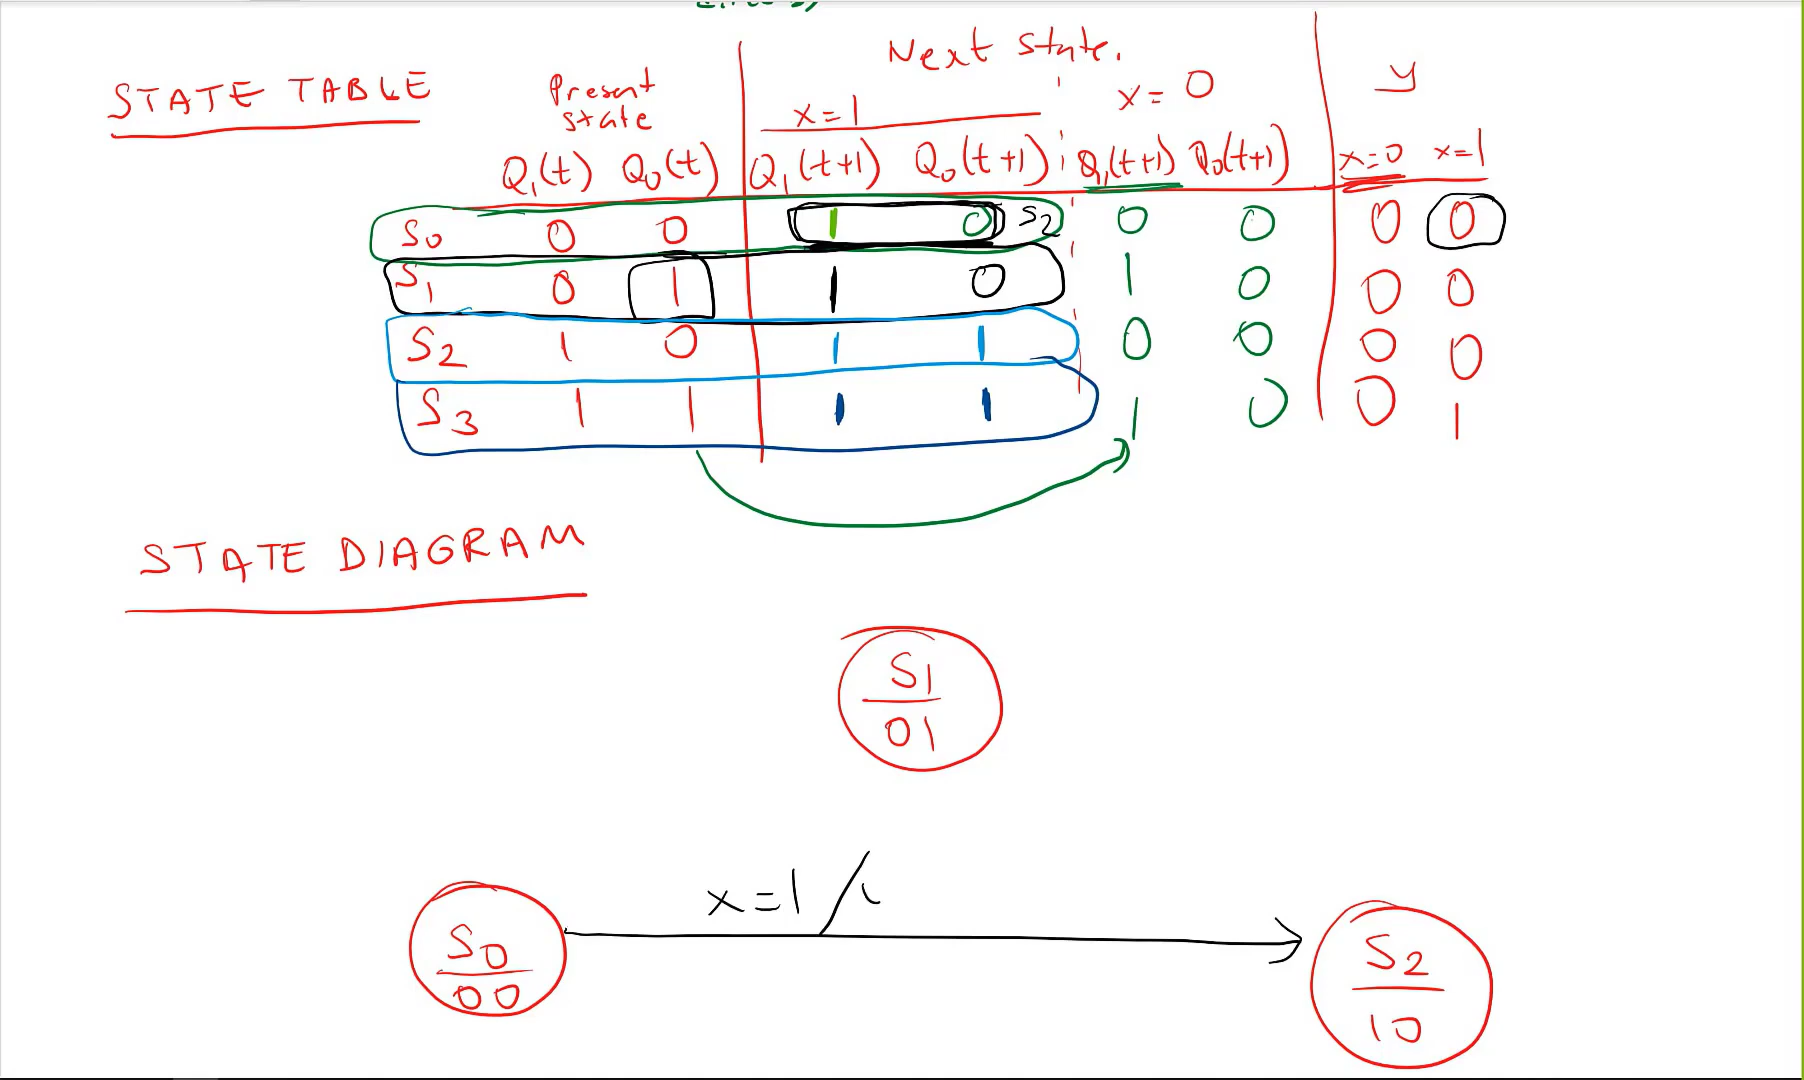 Next state.
STATE TABLE Present state x=1 x=0 y
Q₁(t) Q₀(t) Q₁(t+1) Q₀(t+1) Q₁(t+1) Q₀(t+1) x=0 x=1
S₀ 0 0 1 0 S₂ 0 0 0 0
S₁ 0 1 1 0 1 0 0 0
S₂ 1 0 1 1 0 0 0 0
S₃ 1 1 1 1 1 0 0 1
STATE DIAGRAM
S1
01
x=1/
S0
00
S2
10